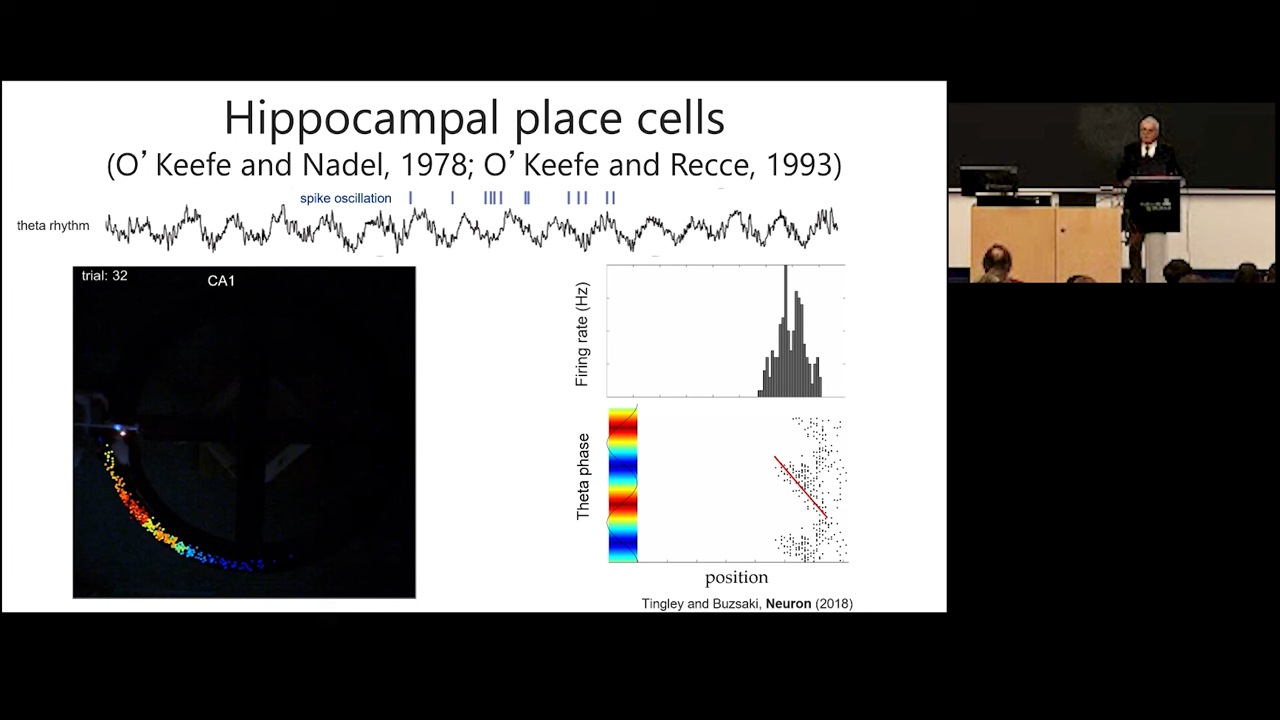 Hippocampal place cells
(O’Keefe and Nadel, 1978; O’Keefe and Recce, 1993)
spike oscillation
theta rhythm
trial: 32
CA1
Firing rate (Hz)
Theta phase
position
Tingley and Buzsaki, Neuron (2018)